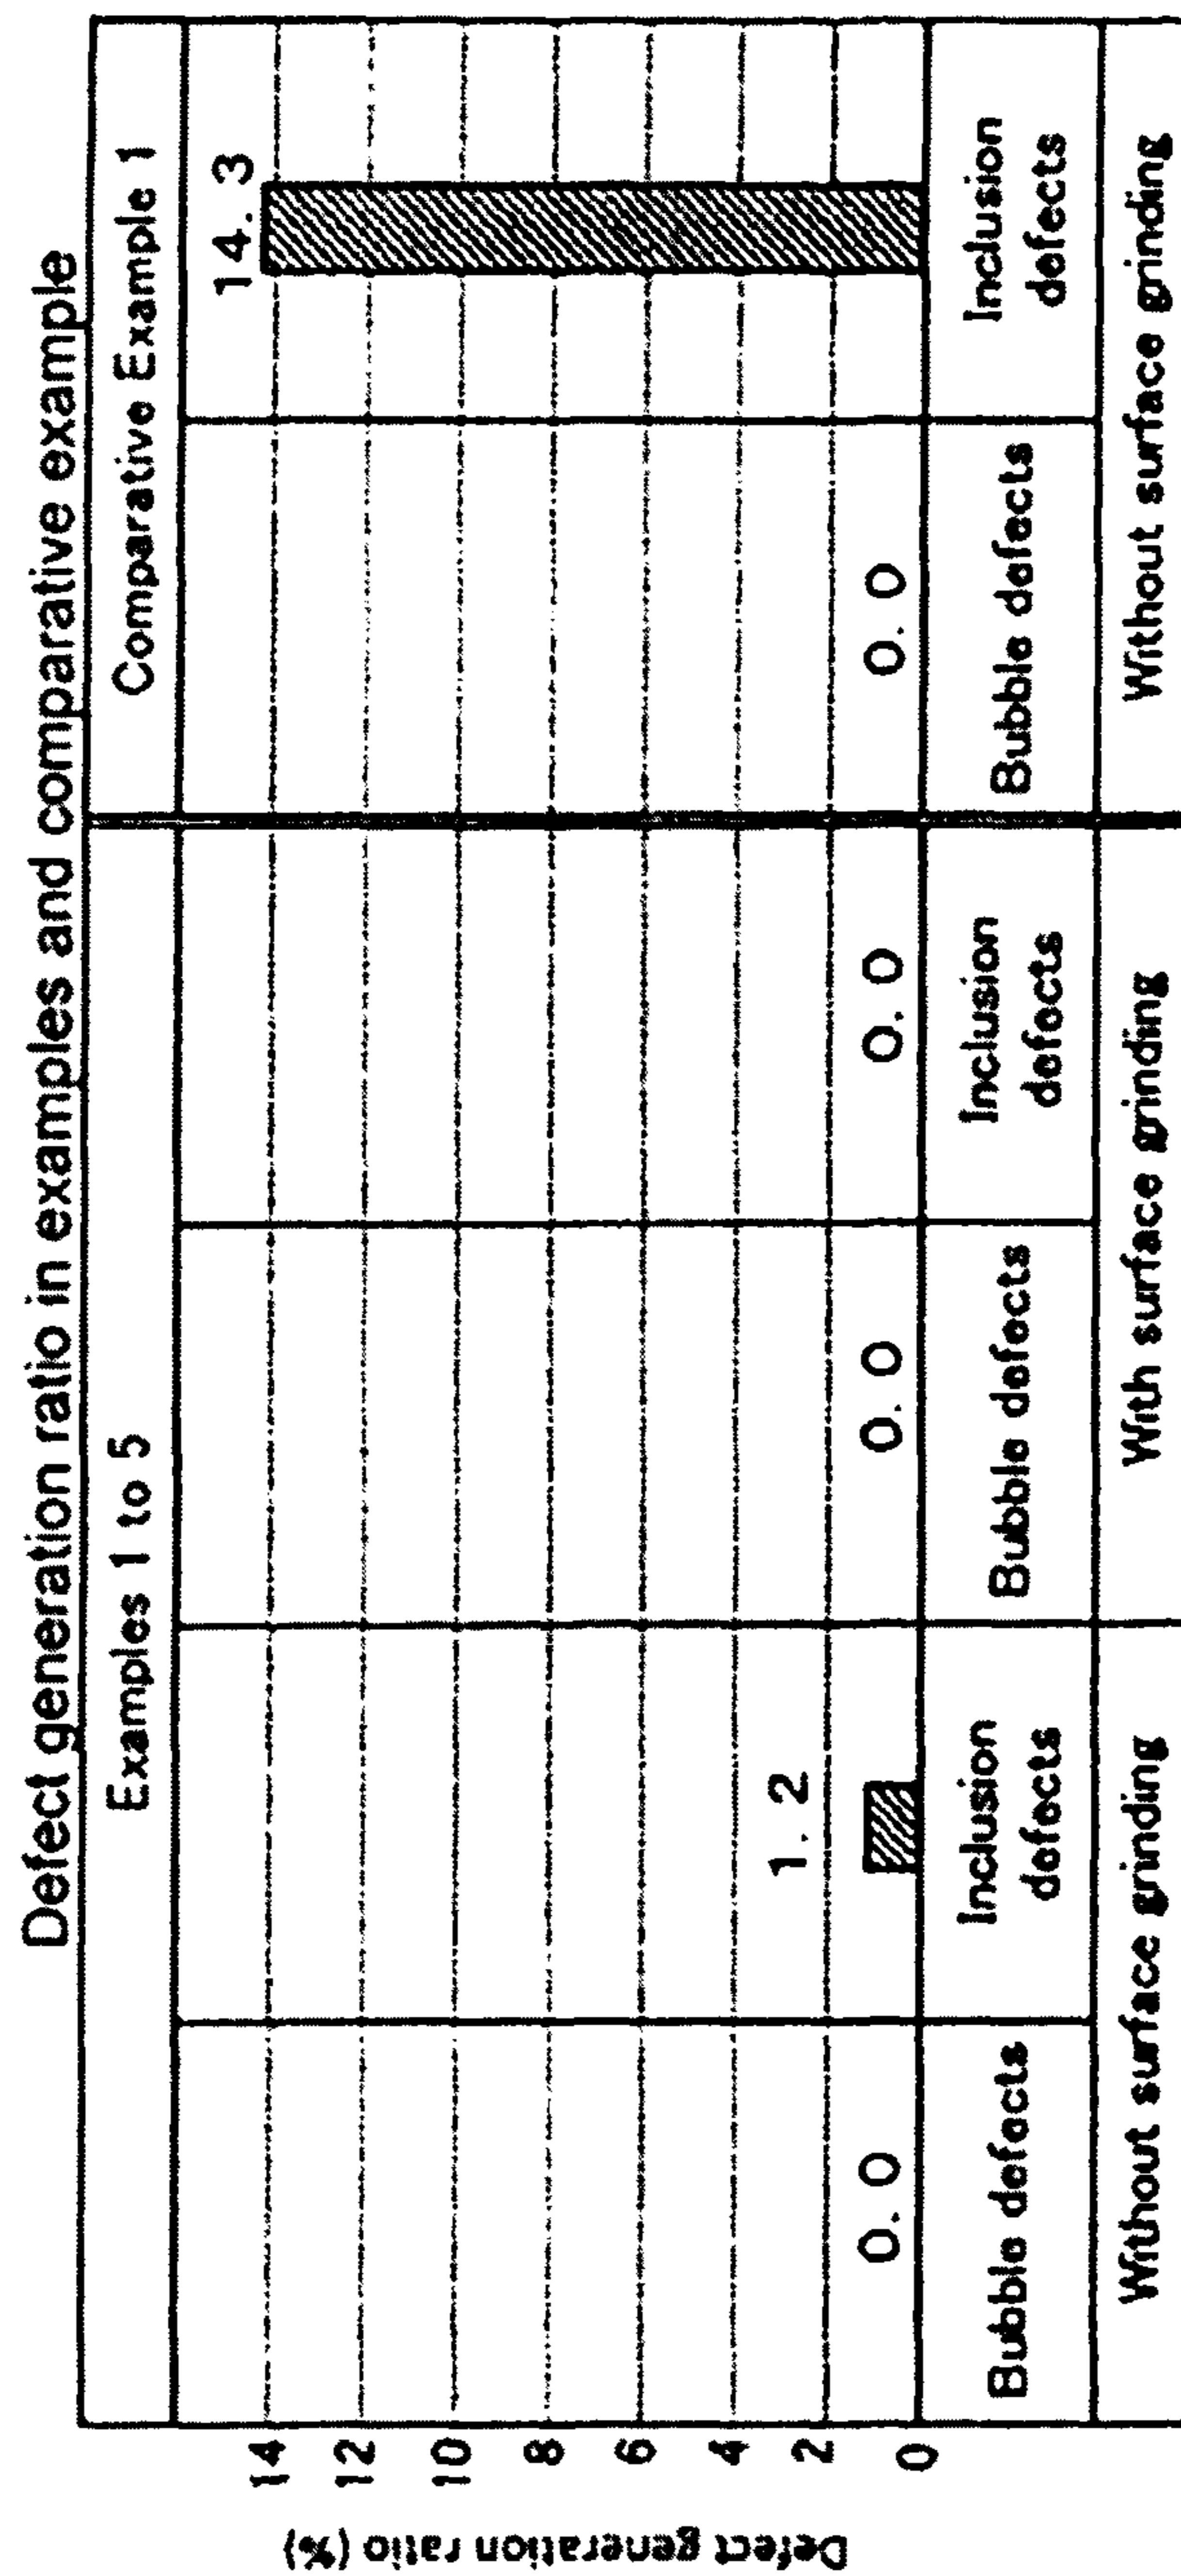 Defect generation ratio in examples and comparative example
Examples 1 to 5
Comparative Example 1
Defect generation ratio (%)
14
12
10
8
6
4
2
0
0. 0
1. 2
0. 0
0. 0
0. 0
14. 3
Bubble defects
Inclusion
defects
Bubble defects
Inclusion
defects
Bubble defects
Inclusion
defects
Without surface grinding
With surface grinding
Without surface grinding